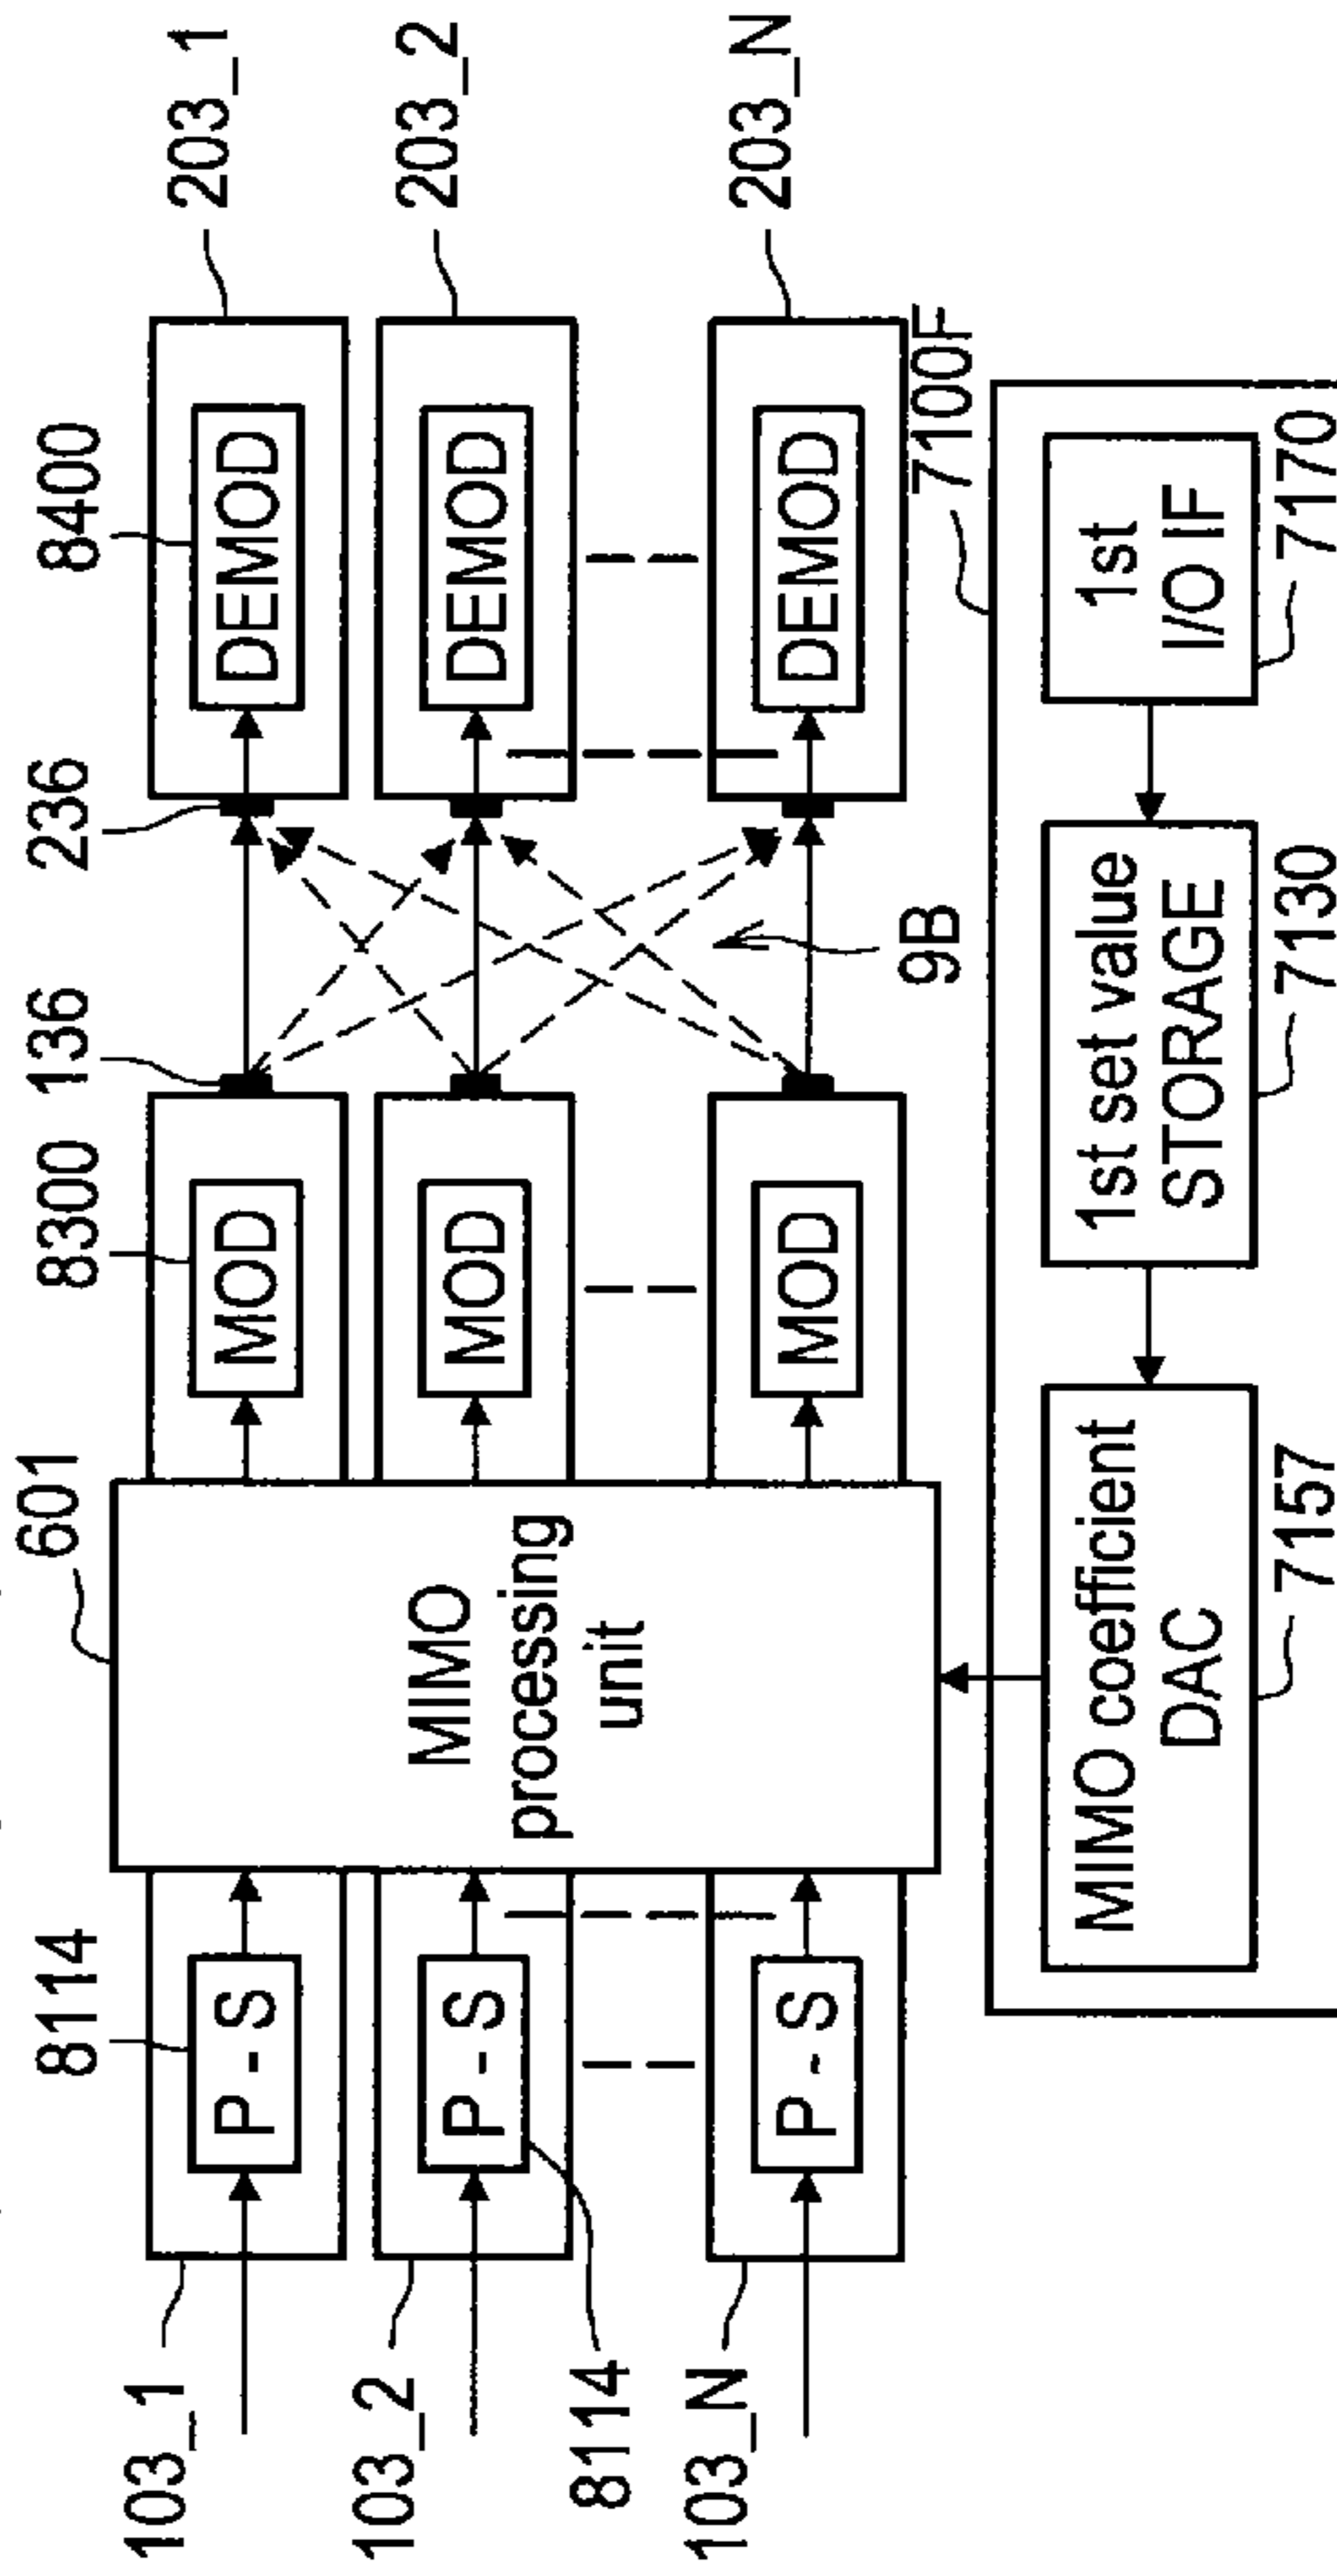 601
8114
8300
136
236
8400
103_1
P - S
MOD
DEMOD
203_1
103_2
P - S
MIMO
processing
unit
MOD
DEMOD
203_2
8114
103_N
P - S
MOD
DEMOD
203_N
9B
7100F
MIMO coefficient
DAC
7157
1st set value
STORAGE
7130
1st
I/O IF
7170